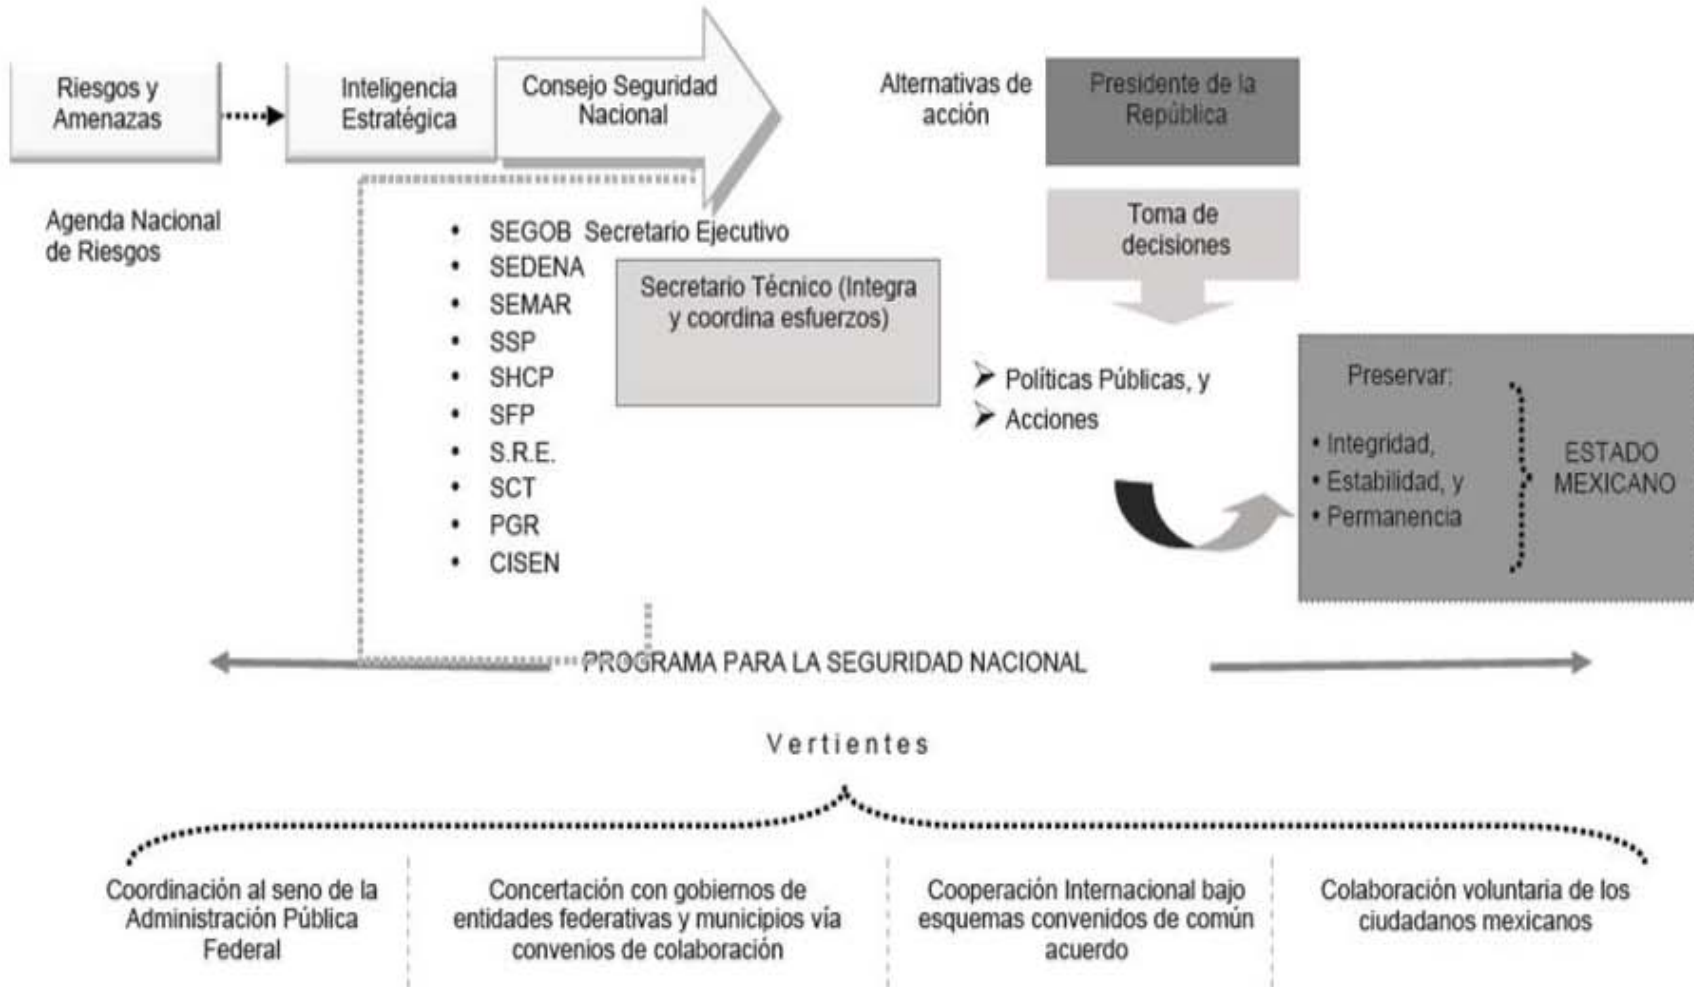 Riesgos y
Amenazas
Inteligencia
Estratégica
Consejo Seguridad
Nacional
Alternativas de
acción
Presidente de la
República
Agenda Nacional
de Riesgos
Toma de
decisiones
• SEGOB Secretario Ejecutivo
• SEDENA
• SEMAR
• SSP
• SHCP
• SFP
• S.R.E.
• SCT
• PGR
• CISEN
Secretario Técnico (Integra
y coordina esfuerzos)
➢ Políticas Públicas, y
➢ Acciones
Preservar:
• Integridad,
• Estabilidad, y
• Permanencia
ESTADO
MEXICANO
PROGRAMA PARA LA SEGURIDAD NACIONAL
Vertientes
Coordinación al seno de la
Administración Pública
Federal
Concertación con gobiernos de
entidades federativas y municipios vía
convenios de colaboración
Cooperación Internacional bajo
esquemas convenidos de común
acuerdo
Colaboración voluntaria de los
ciudadanos mexicanos